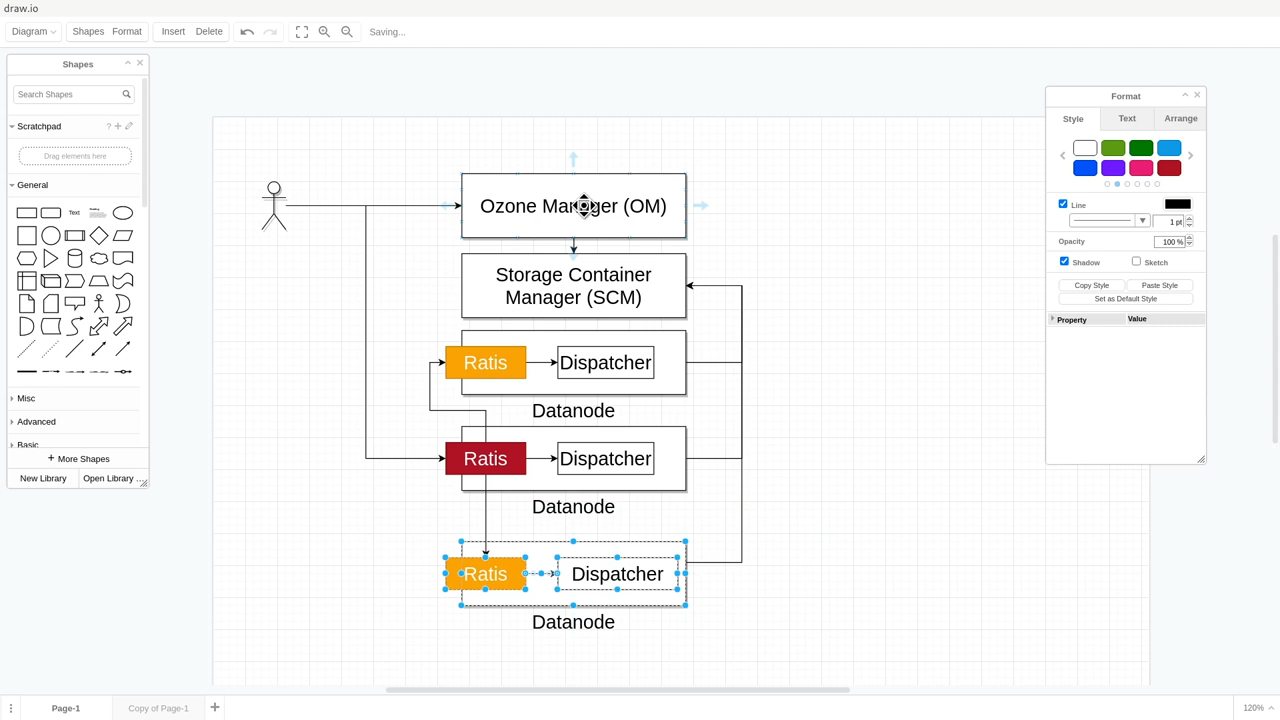 draw.io
Diagram
Shapes
Format
Insert
Delete
Saving...
Shapes
Search Shapes
Scratchpad
?
Drag elements here
General
Text
Misc
Advanced
Basic
+ More Shapes
New Library
Open Library ...
Ozone Manager (OM)
Storage Container
Manager (SCM)
Ratis
Dispatcher
Datanode
Ratis
Dispatcher
Datanode
Ratis
Dispatcher
Datanode
Format
Style
Text
Arrange
Line
1 pt
Opacity
100 %
Shadow
Sketch
Copy Style
Paste Style
Set as Default Style
Property
Value
Page-1
Copy of Page-1
120%